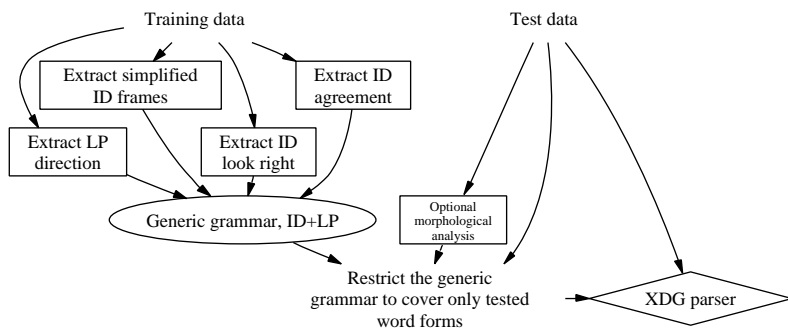 Training data
Test data
Extract simplified
ID frames
Extract ID
agreement
Extract LP
direction
Extract ID
look right
Generic grammar, ID+LP
Optional
morphological
analysis
Restrict the generic
grammar to cover only tested
word forms
XDG parser